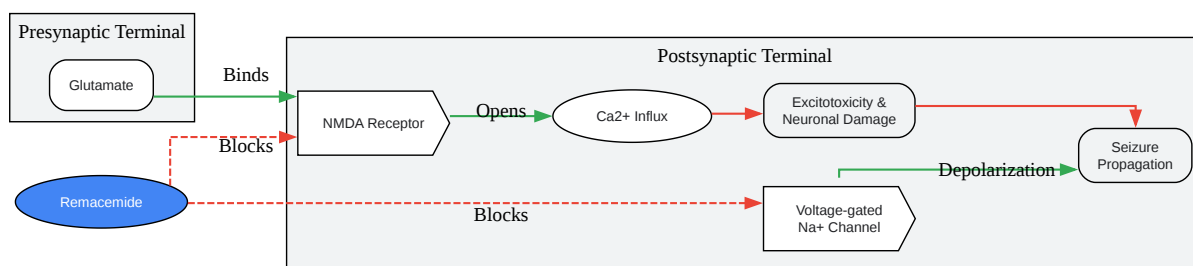 Presynaptic Terminal
Glutamate
Binds
Postsynaptic Terminal
NMDA Receptor
Opens
Ca2+ Influx
Excitotoxicity &
Neuronal Damage
Seizure
Propagation
Blocks
Remacemide
Blocks
Depolarization
Voltage-gated
Na+ Channel